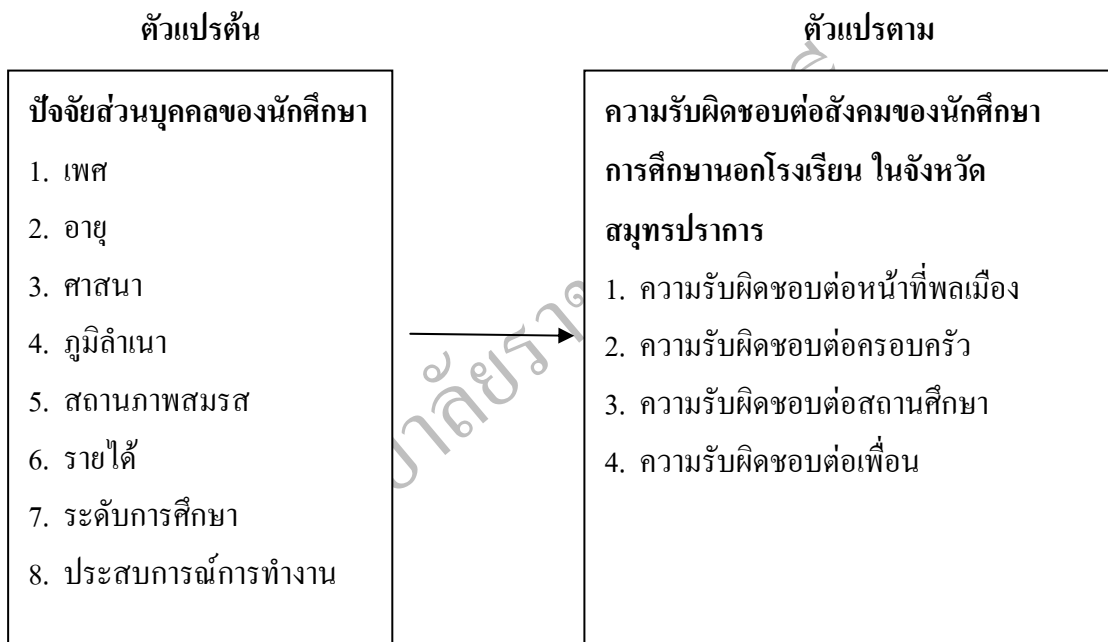 ตัวแปรต้น
ตัวแปรตาม
ปัจจัยส่วนบุคคลของนักศึกษา
1. เพศ
2. อายุ
3. ศาสนา
4. ภูมิลำเนา
5. สถานภาพสมรส
6. รายได้
7. ระดับการศึกษา
8. ประสบการณ์การทำงาน
ความรับผิดชอบต่อสังคมของนักศึกษา
การศึกษานอกโรงเรียน ในจังหวัด
สมุทรปราการ
1. ความรับผิดชอบต่อหน้าที่พลเมือง
2. ความรับผิดชอบต่อครอบครัว
3. ความรับผิดชอบต่อสถานศึกษา
4. ความรับผิดชอบต่อเพื่อน